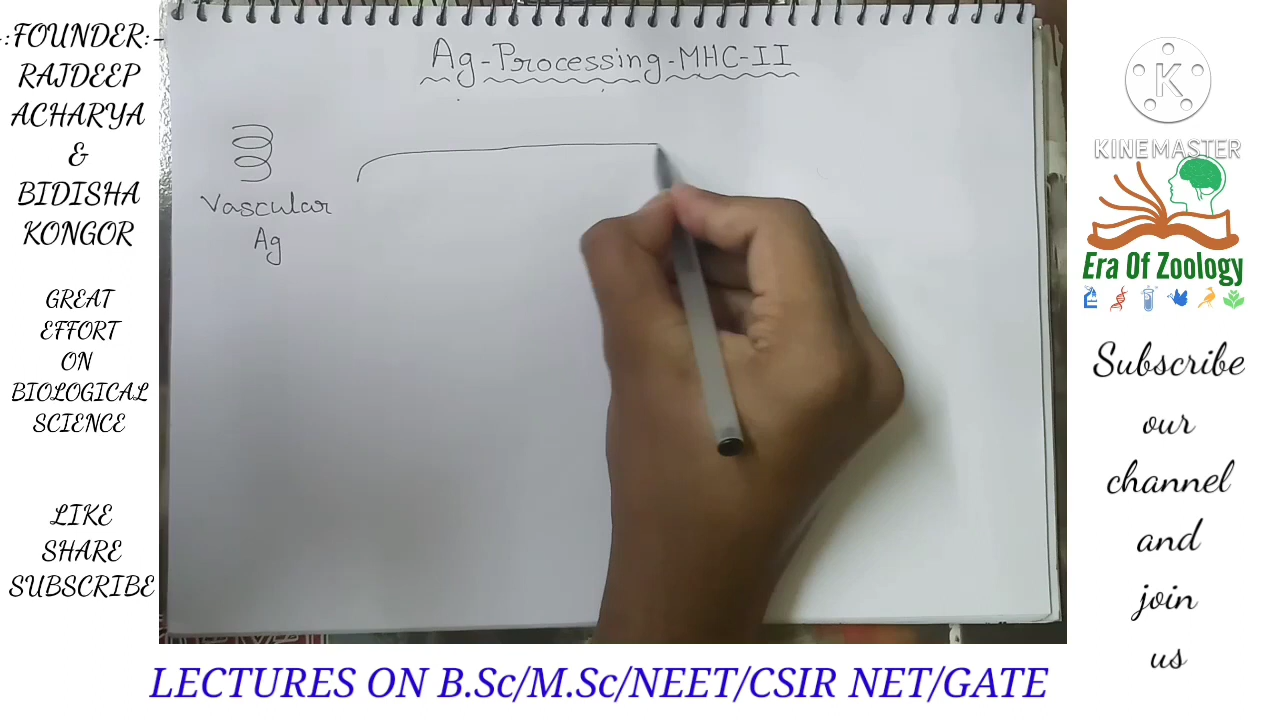 -:FOUNDER:-
RAJDEEP
ACHARYA
&
BIDISHA
KONGOR
GREAT
EFFORT
ON
BIOLOGICAL
SCIENCE
LIKE
SHARE
SUBSCRIBE
Ag-Processing-MHC-II
Vascular
Ag
K
KINEMASTER
Era Of Zoology
Subscribe
our
channel
and
join
us
LECTURES ON B.Sc/M.Sc/NEET/CSIR NET/GATE